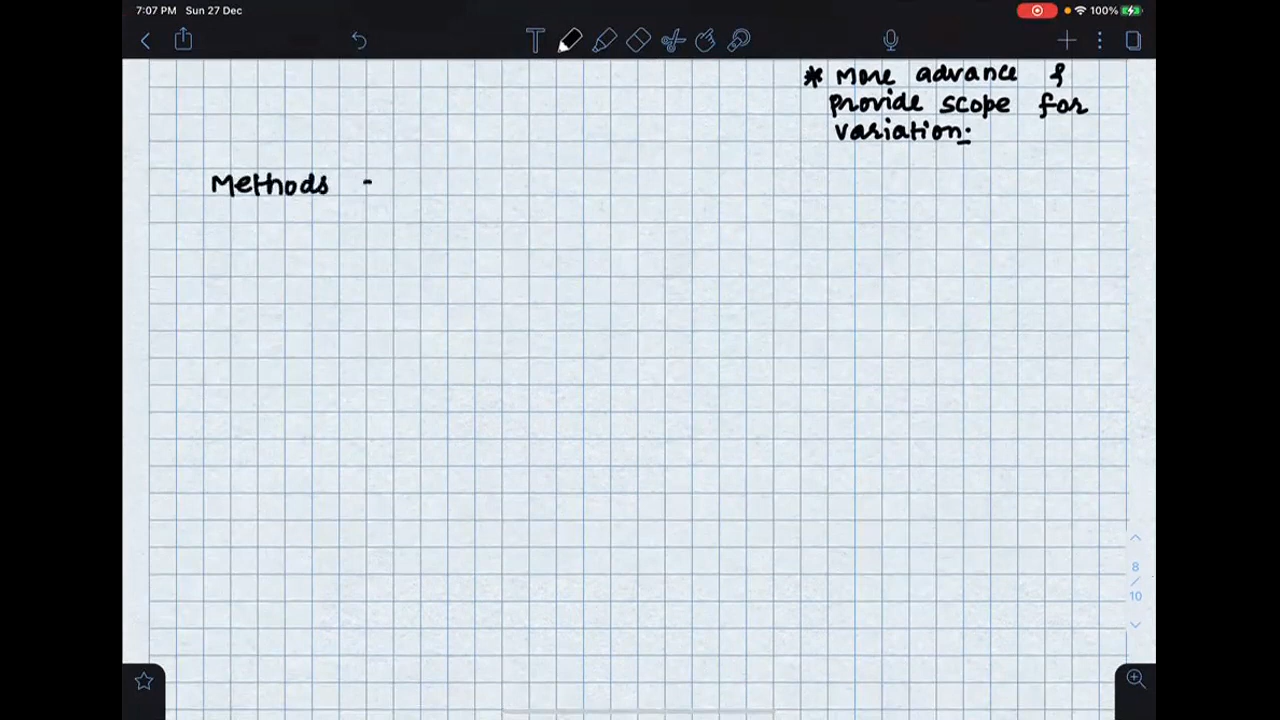 7:07 PM Sun 27 Dec
100%
T
* More advance &
provide scope for
variation.
Methods -
8
/
10